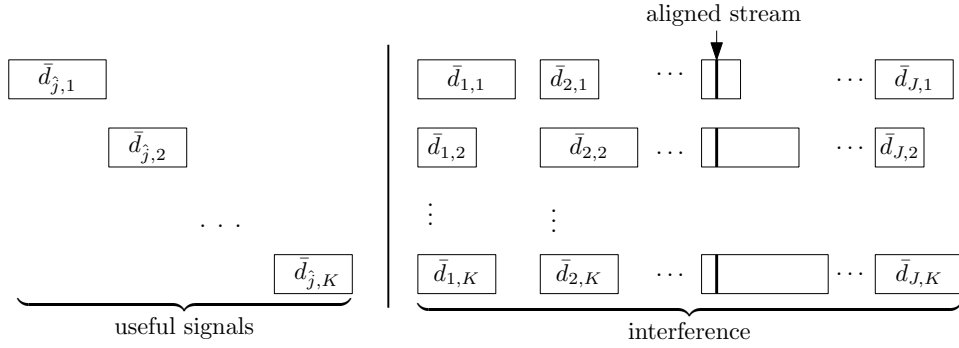 aligned stream
d̄_{ĵ,1} d̄_{1,1} d̄_{2,1} ... ... d̄_{J,1}
d̄_{ĵ,2} d̄_{1,2} d̄_{2,2} ... ... d̄_{J,2}
. . . ⋮ ⋮
d̄_{ĵ,K} d̄_{1,K} d̄_{2,K} ... ... d̄_{J,K}
useful signals interference